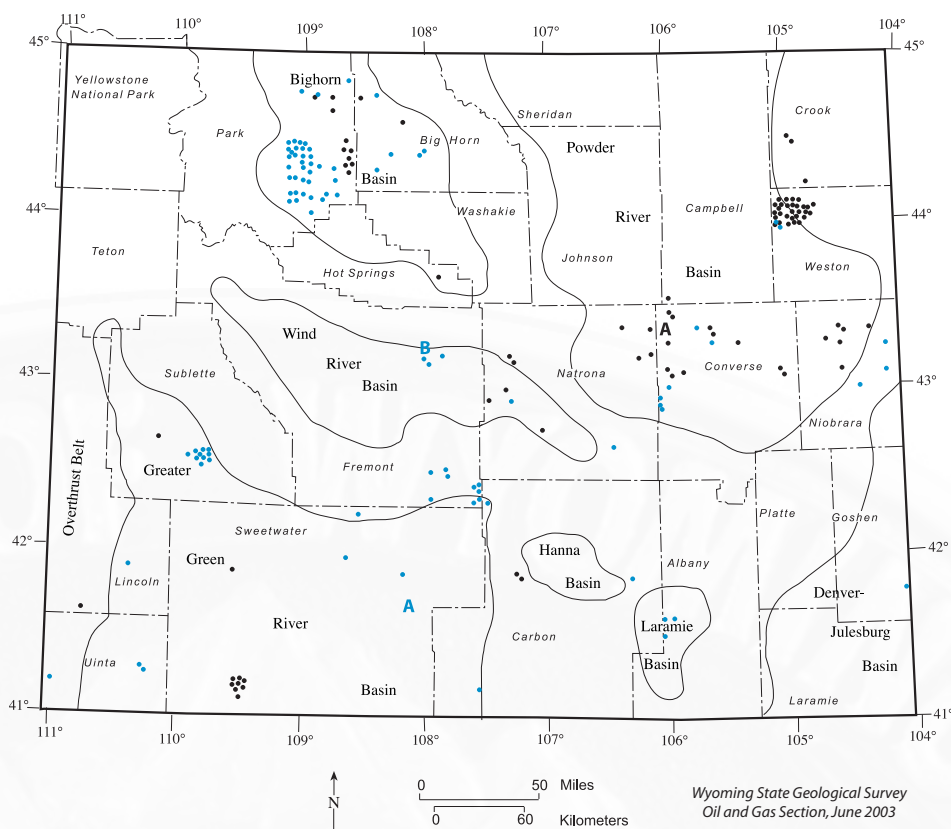 111°
110°
109°
108°
107°
106°
105°
104°
45°
45°
Yellowstone
National Park
Bighorn
Sheridan
Crook
Park
Big Horn
Powder
Basin
44°
44°
Washakie
River
Campbell
Teton
Hot Springs
Johnson
Basin
Weston
Wind
B
A
River
43°
43°
Sublette
Basin
Natrona
Converse
Niobrara
Overthrust Belt
Greater
Fremont
Platte
Goshen
Sweetwater
42°
42°
Green
Hanna
Albany
Lincoln
Basin
Denver-
A
River
Laramie
Julesburg
Carbon
Uinta
Basin
Basin
Basin
Laramie
41°
41°
111°
110°
109°
108°
107°
106°
105°
104°
0 50 Miles
N
0 60 Kilometers
Wyoming State Geological Survey
Oil and Gas Section, June 2003